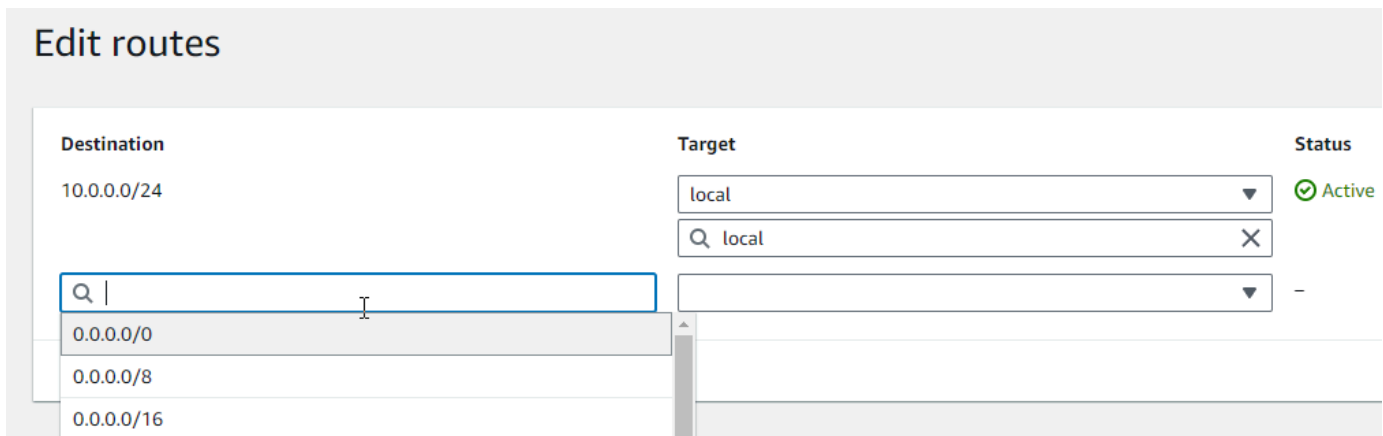 Edit routes
Destination Target Status
10.0.0.0/24 local Active
local
–
0.0.0.0/0
0.0.0.0/8
0.0.0.0/16